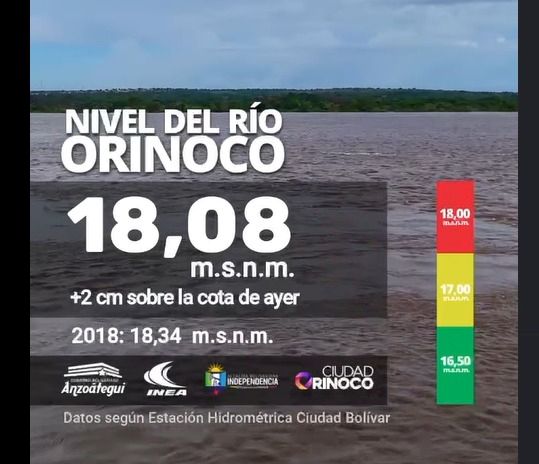 NIVEL DEL RÍO
ORINOCO
18,08
m.s.n.m.
+2 cm sobre la cota de ayer
2018: 18,34 m.s.n.m.
18,00
m.s.n.m.
17,00
m.s.n.m.
16,50
m.s.n.m.
Anzoátegui
INEA
INDEPENDENCIA
CIUDAD
ORINOCO
Datos según Estación Hidrométrica Ciudad Bolívar